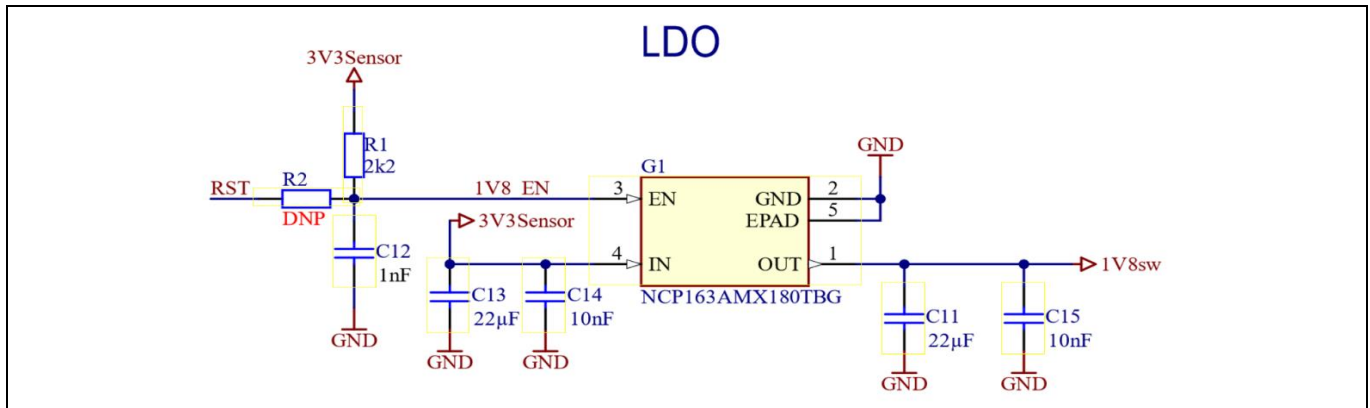 LDO
3V3Sensor
R1
2k2
RST
R2
DNP
1V8_EN
C12
1nF
GND
3V3Sensor
C13
22µF
GND
C14
10nF
GND
G1
3
EN
4
IN
GND
2
EPAD
5
OUT
1
NCP163AMX180TBG
GND
1V8sw
C11
22µF
GND
C15
10nF
GND